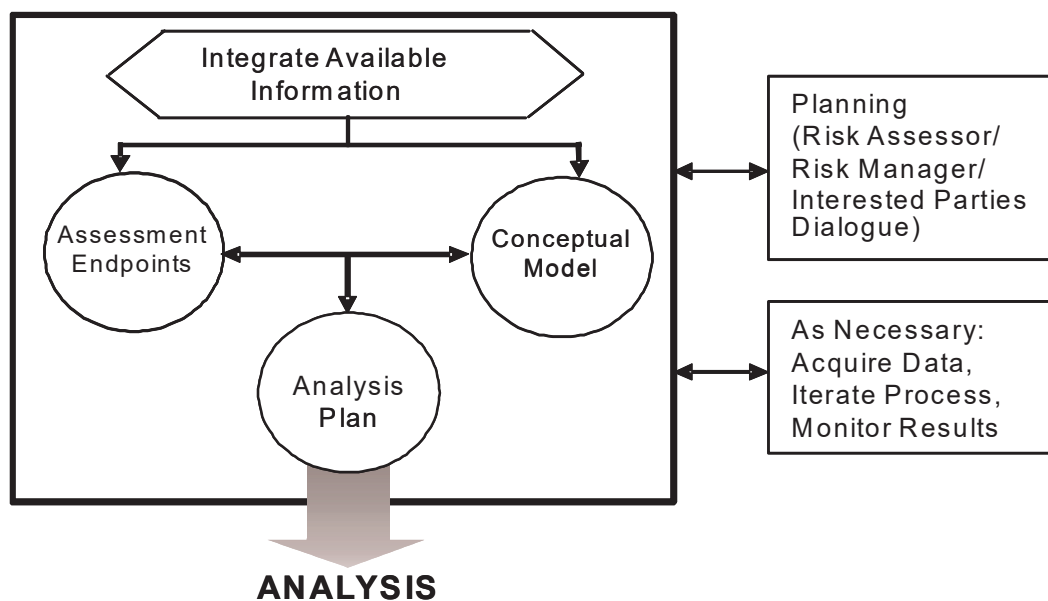 Integrate Available
Information
Assessment
Endpoints
Conceptual
Model
Analysis
Plan
ANALYSIS
Planning
(Risk Assessor/
Risk Manager/
Interested Parties
Dialogue)
As Necessary:
Acquire Data,
Iterate Process,
Monitor Results